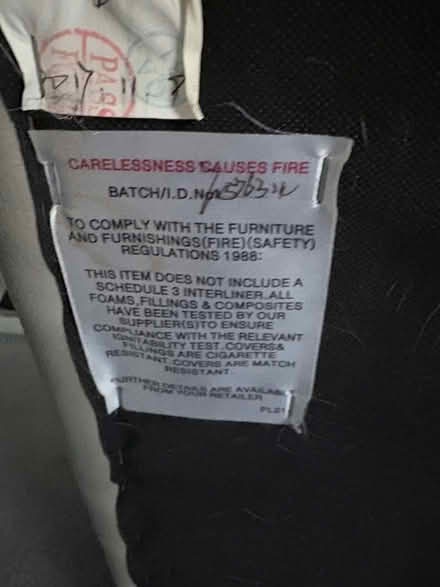 PASS
CARELESSNESS CAUSES FIRE
BATCH/I.D.No
TO COMPLY WITH THE FURNITURE
AND FURNISHINGS(FIRE)(SAFETY)
REGULATIONS 1988:
THIS ITEM DOES NOT INCLUDE A
SCHEDULE 3 INTERLINER.ALL
FOAMS,FILLINGS & COMPOSITES
HAVE BEEN TESTED BY OUR
SUPPLIER(S)TO ENSURE
COMPLIANCE WITH THE RELEVANT
IGNITABILITY TEST.COVERS&
FILLINGS ARE CIGARETTE
RESISTANT.COVERS ARE MATCH
RESISTANT.
FURTHER DETAILS ARE AVAILABLE
FROM YOUR RETAILER